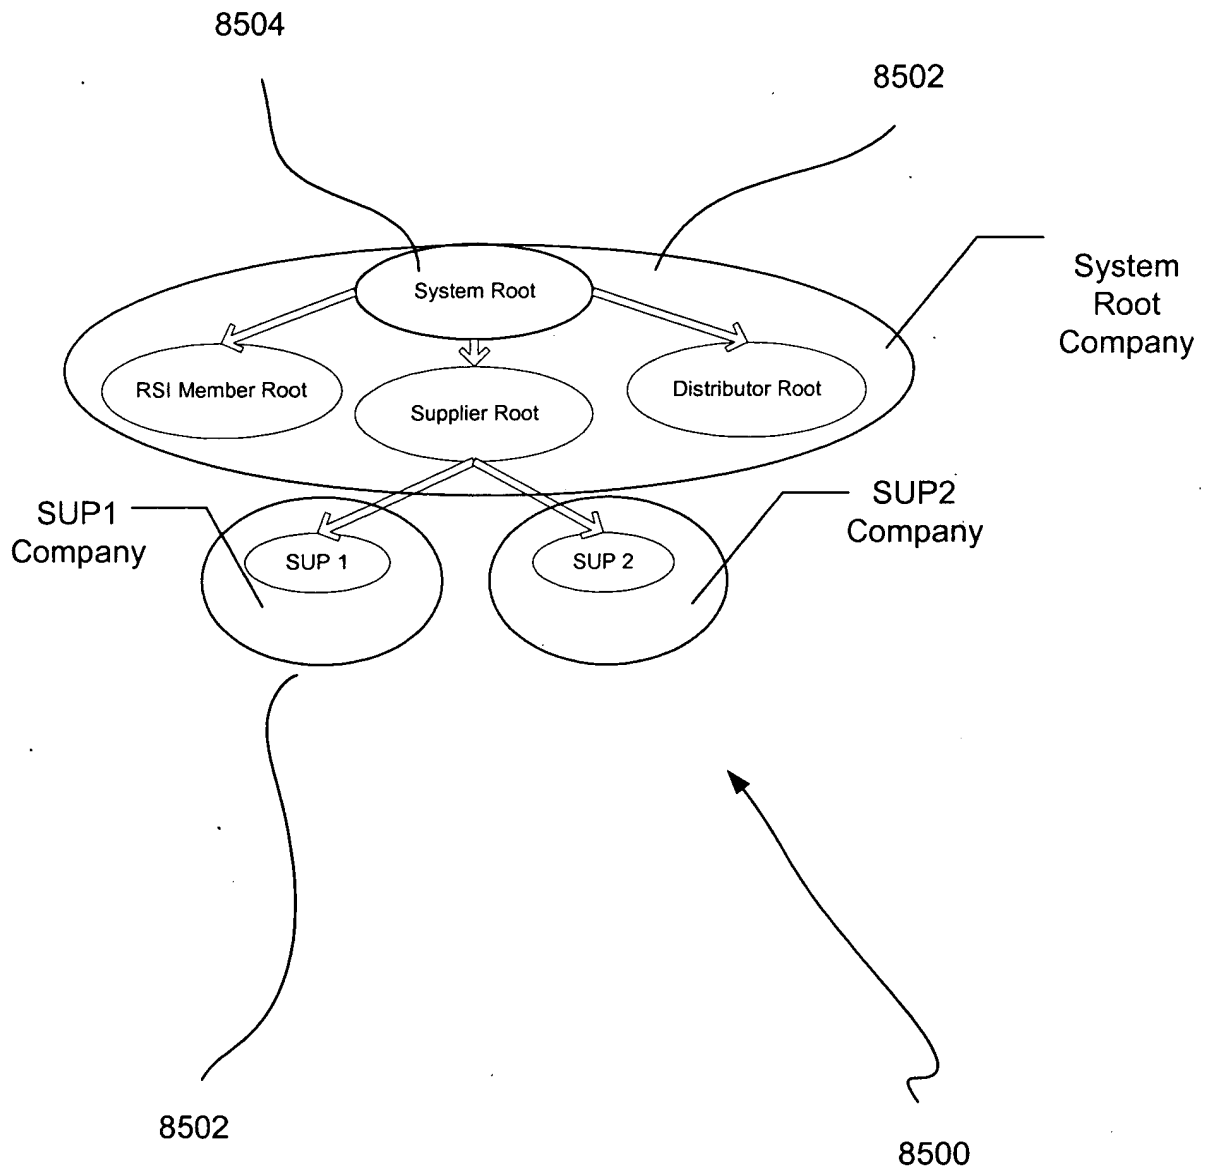 8504
8502
System Root
System
Root
Company
RSI Member Root
Supplier Root
Distributor Root
SUP1
Company
SUP2
Company
SUP 1
SUP 2
8502
8500